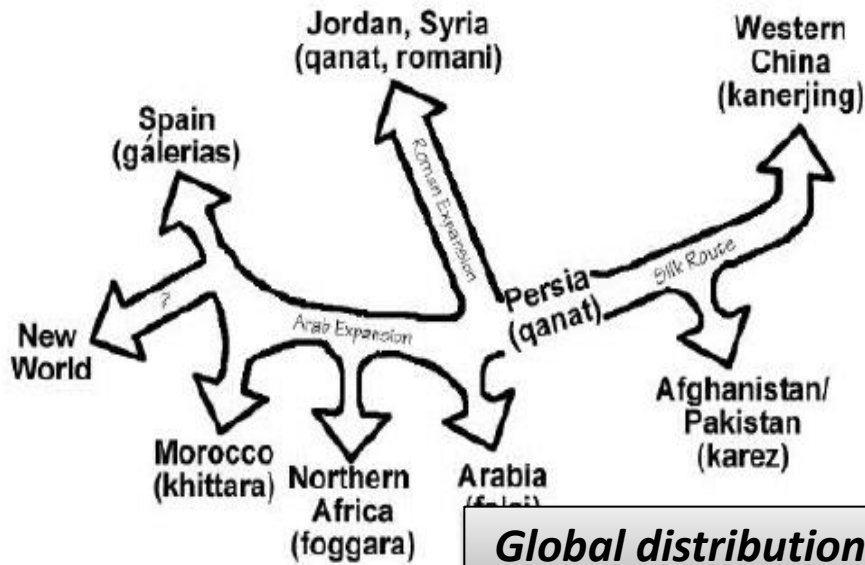 Jordan, Syria
(qanat, romani)
Western
China
(kanerjing)
Spain
(gálerias)
Roman Expansion
Silk Route
Persia
(qanat)
?
Arab Expansion
New
World
Afghanistan/
Pakistan
(karez)
Morocco
(khittara)
Northern
Africa
(foggara)
Arabia
Global distribution